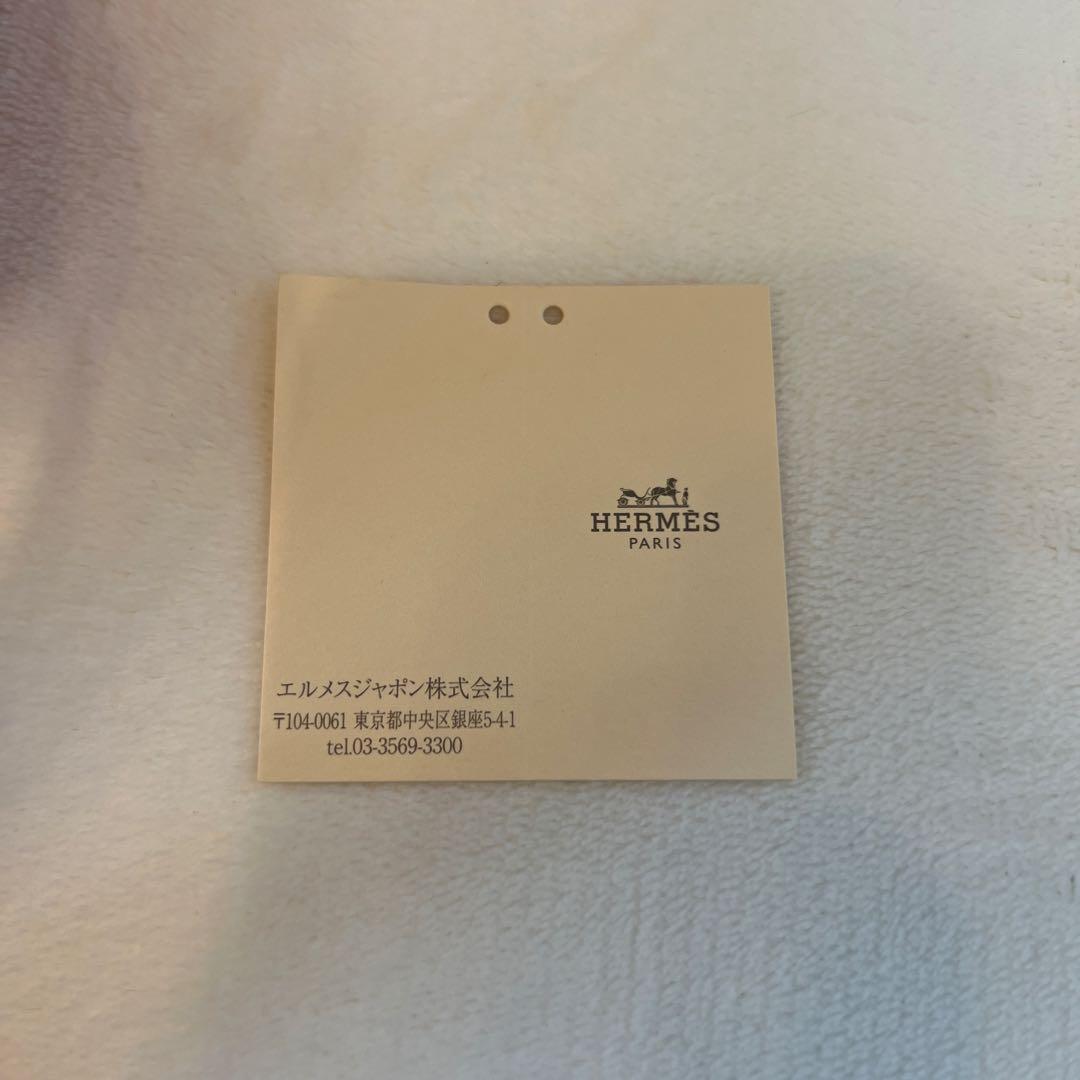 HERMÈS
PARIS
エルメスジャポン株式会社
〒104-0061 東京都中央区銀座5-4-1
tel.03-3569-3300